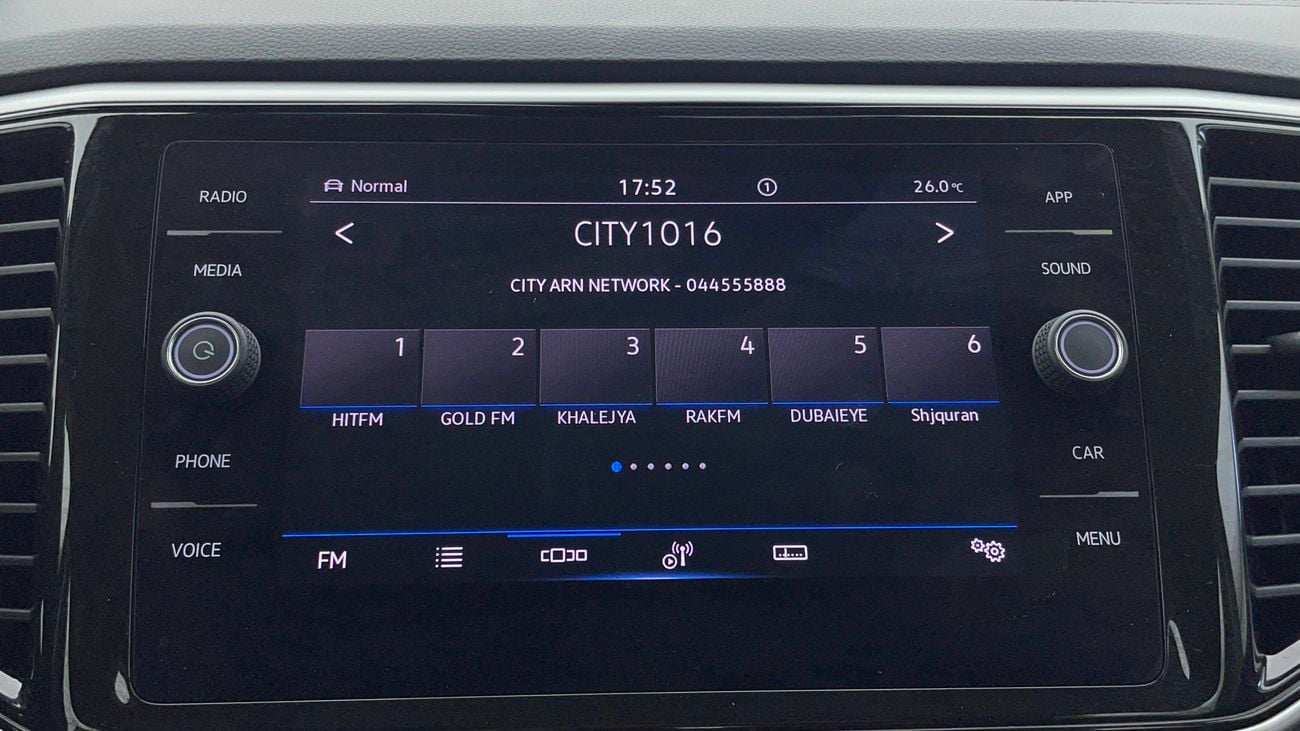 RADIO
MEDIA
PHONE
VOICE
Normal 17:52 1 26.0°C
< CITY1016 >
CITY ARN NETWORK - 044555888
1 2 3 4 5 6
HITFM GOLD FM KHALEJYA RAKFM DUBAIEYE Shjquran
FM
APP
SOUND
CAR
MENU